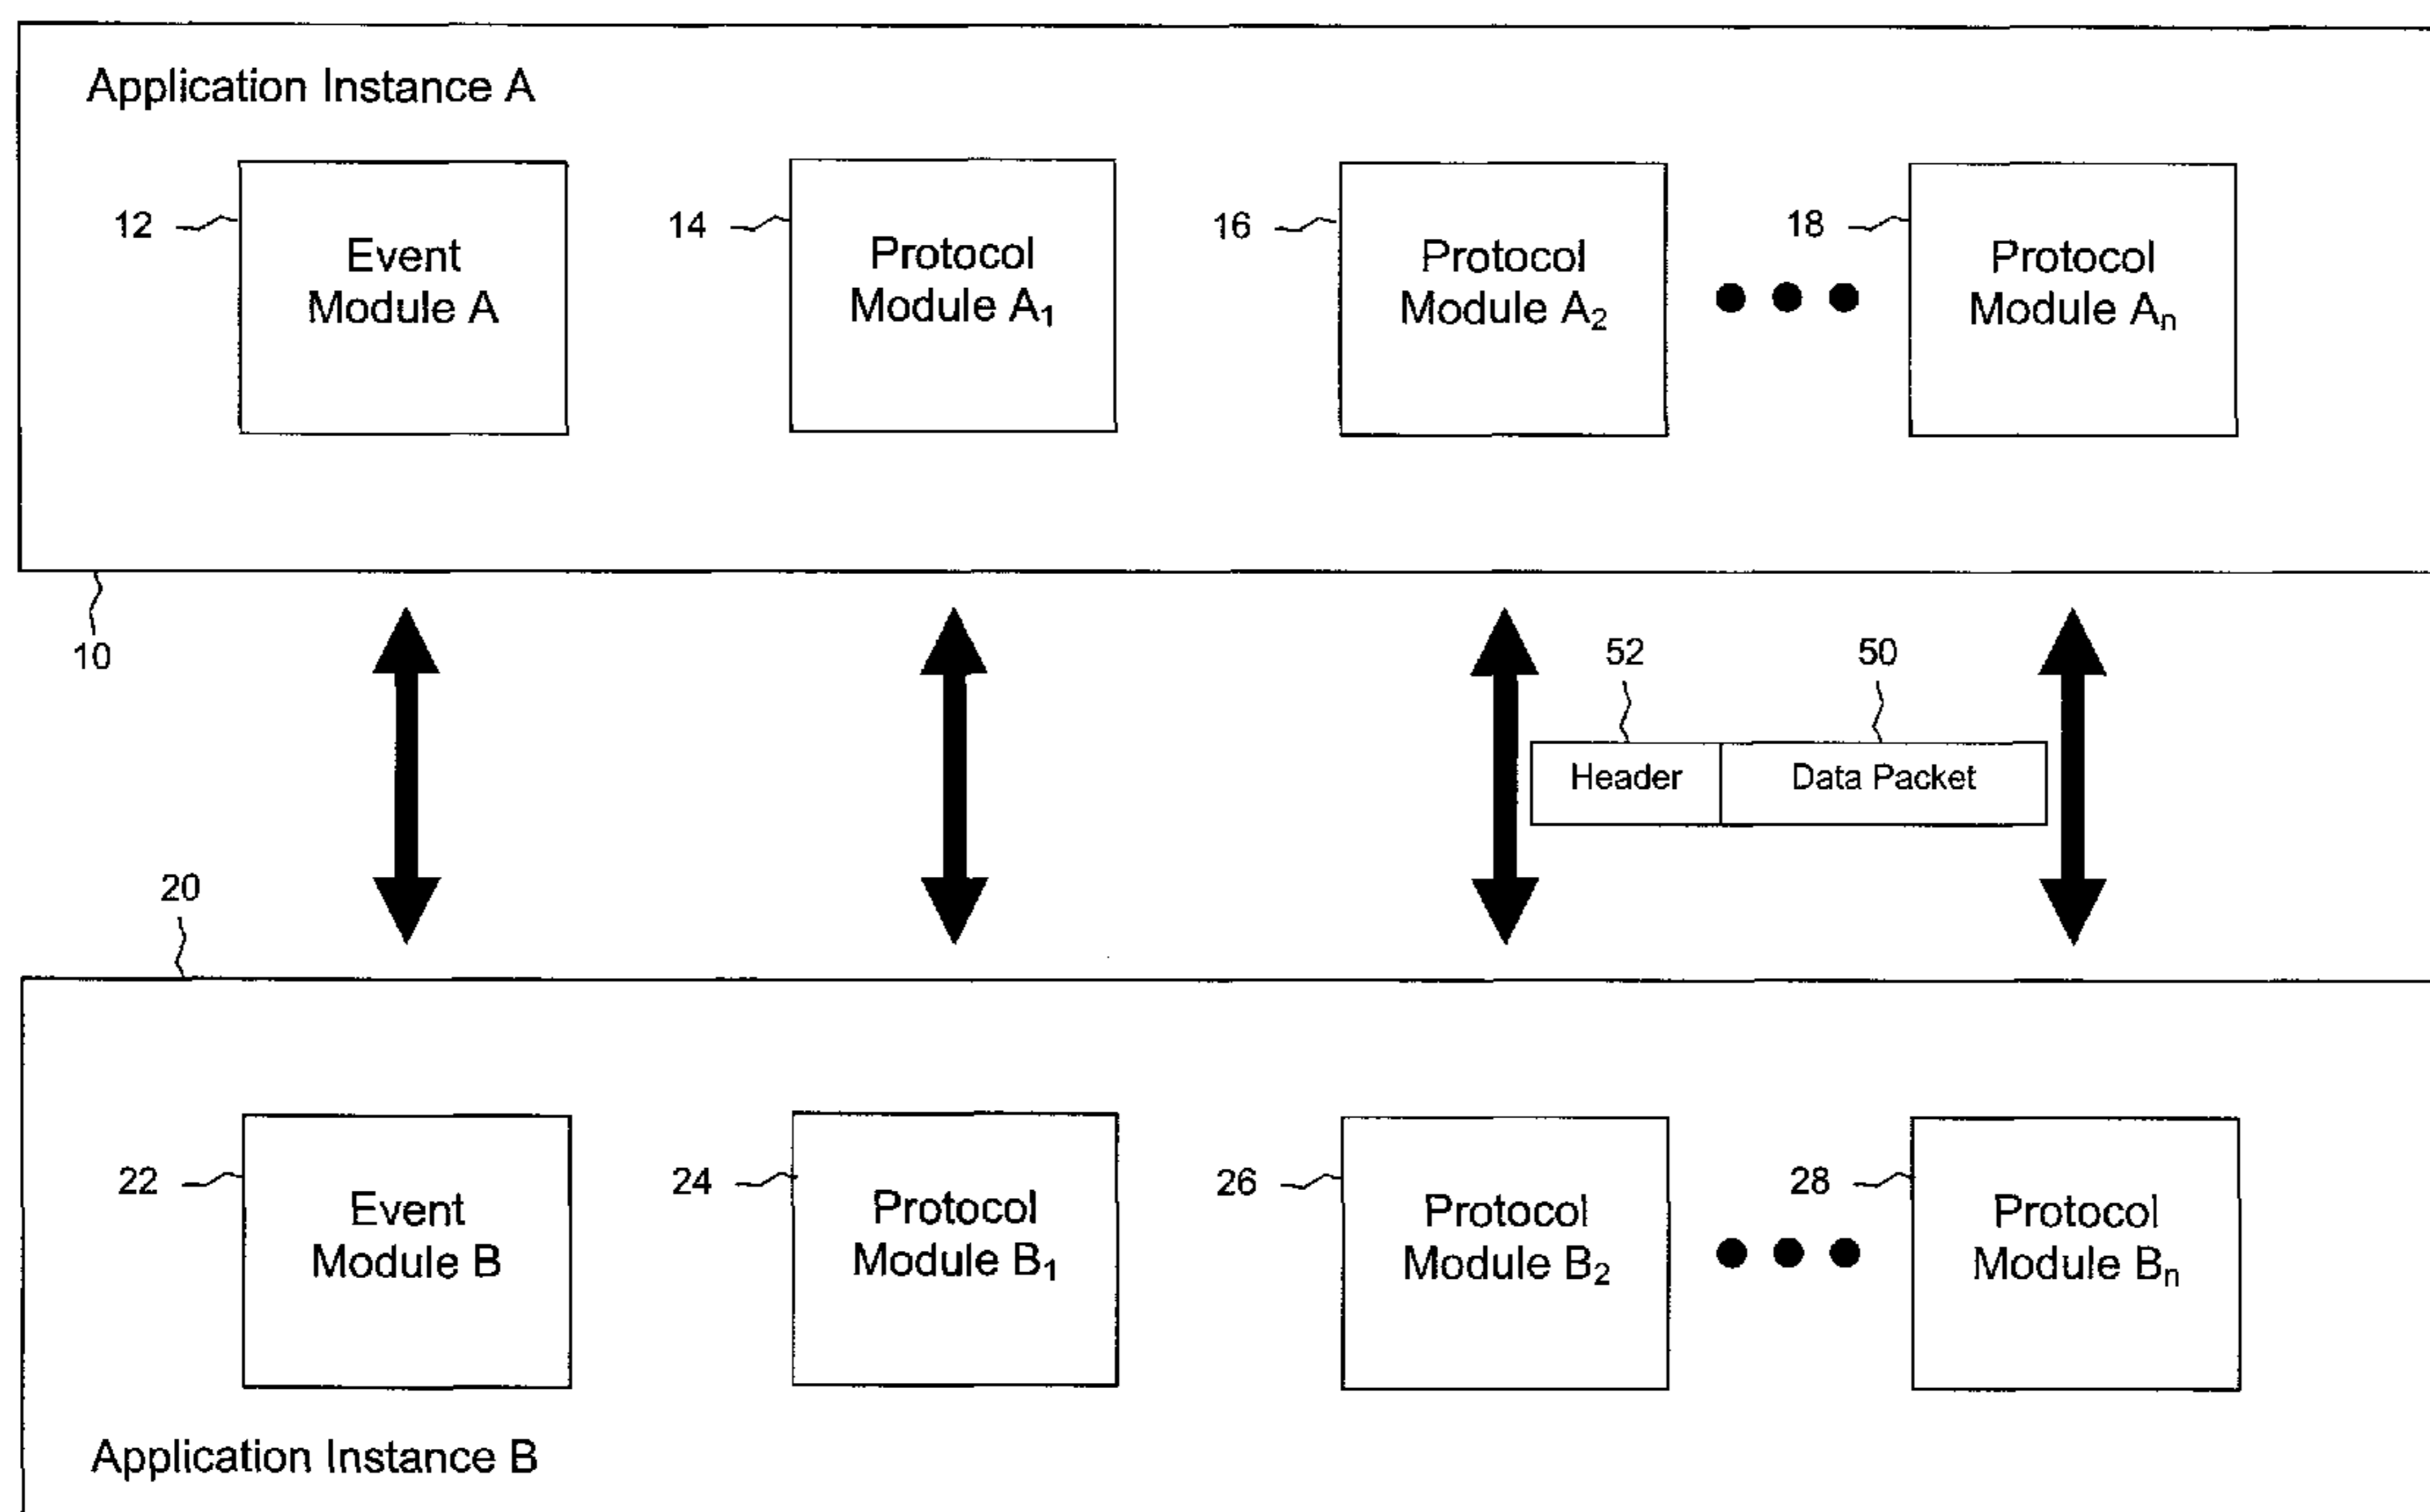 Application Instance A
12
Event
Module A
14
Protocol
Module A₁
16
Protocol
Module A₂
18
Protocol
Module Aₙ
10
52
50
Header
Data Packet
20
22
Event
Module B
24
Protocol
Module B₁
26
Protocol
Module B₂
28
Protocol
Module Bₙ
Application Instance B